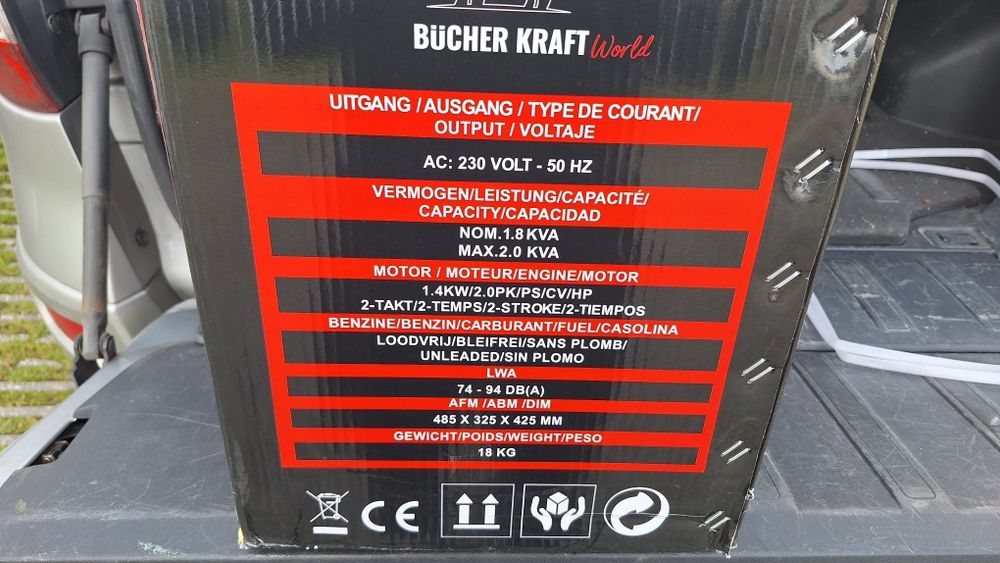 BÜCHER KRAFT World
UITGANG / AUSGANG / TYPE DE COURANT/
OUTPUT / VOLTAJE
AC: 230 VOLT - 50 HZ
VERMOGEN/LEISTUNG/CAPACITÉ/
CAPACITY/CAPACIDAD
NOM.1.8 KVA
MAX.2.0 KVA
MOTOR / MOTEUR/ENGINE/MOTOR
1.4KW/2.0PK/PS/CV/HP
2-TAKT/2-TEMPS/2-STROKE/2-TIEMPOS
BENZINE/BENZIN/CARBURANT/FUEL/CASOLINA
LOODVRIJ/BLEIFREI/SANS PLOMB/
UNLEADED/SIN PLOMO
LWA
74 - 94 DB(A)
AFM /ABM /DIM
485 X 325 X 425 MM
GEWICHT/POIDS/WEIGHT/PESO
18 KG
CE